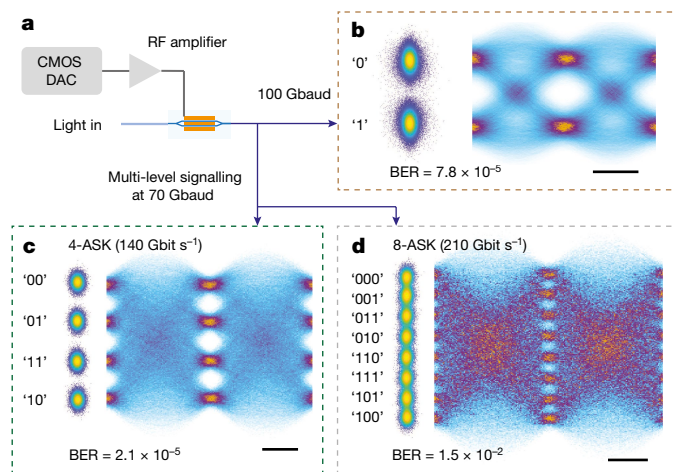 a
RF amplifier
CMOS
DAC
Light in
100 Gbaud
Multi-level signalling
at 70 Gbaud
b
'0'
'1'
BER = 7.8 × 10⁻⁵
c
4-ASK (140 Gbit s⁻¹)
'00'
'01'
'11'
'10'
BER = 2.1 × 10⁻⁵
d
8-ASK (210 Gbit s⁻¹)
'000'
'001'
'011'
'010'
'110'
'111'
'101'
'100'
BER = 1.5 × 10⁻²